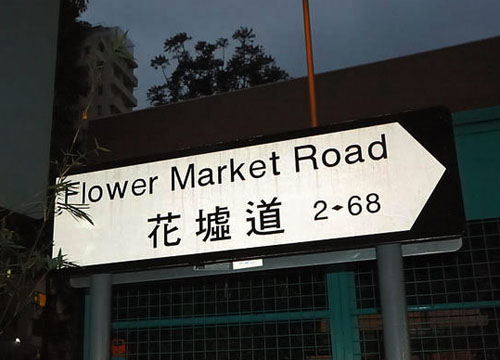 Flower Market Road
花墟道 2-68